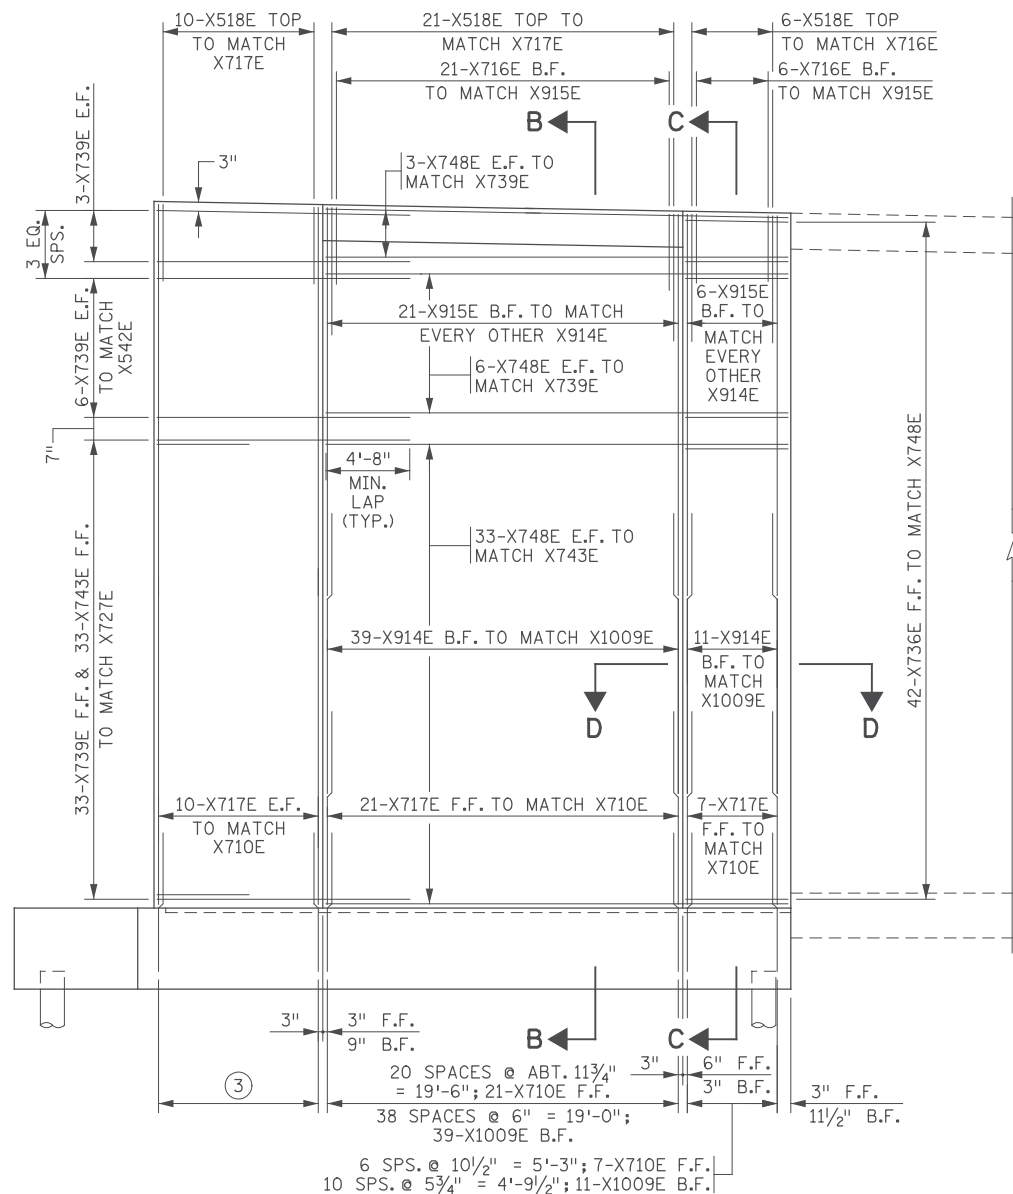 10-X518E TOP
TO MATCH
X717E
21-X518E TOP TO
MATCH X717E
21-X716E B.F.
TO MATCH X915E
6-X518E TOP
TO MATCH X716E
6-X716E B.F.
TO MATCH X915E
B
C
3-X739E E.F.
3"
3-X748E E.F. TO
MATCH X739E
3 EQ.
SPS.
6-X739E E.F.
TO MATCH
X542E
21-X915E B.F. TO MATCH
EVERY OTHER X914E
6-X915E
B.F. TO
MATCH
EVERY
OTHER
X914E
6-X748E E.F. TO
MATCH X739E
7"
4'-8"
MIN.
LAP
(TYP.)
33-X739E F.F. & 33-X743E F.F.
TO MATCH X727E
33-X748E E.F. TO
MATCH X743E
42-X736E F.F. TO MATCH X748E
39-X914E B.F. TO MATCH X1009E
11-X914E
B.F. TO
MATCH
X1009E
D
D
10-X717E E.F.
TO MATCH
X710E
21-X717E F.F. TO MATCH X710E
7-X717E
F.F. TO
MATCH
X710E
3"
3" F.F.
9" B.F.
B
C
3
20 SPACES @ ABT. 11¾"
= 19'-6"; 21-X710E F.F.
38 SPACES @ 6" = 19'-0";
39-X1009E B.F.
3"
6" F.F.
3" B.F.
3" F.F.
11½" B.F.
6 SPS. @ 10½" = 5'-3"; 7-X710E F.F.
10 SPS. @ 5¾" = 4'-9½"; 11-X1009E B.F.